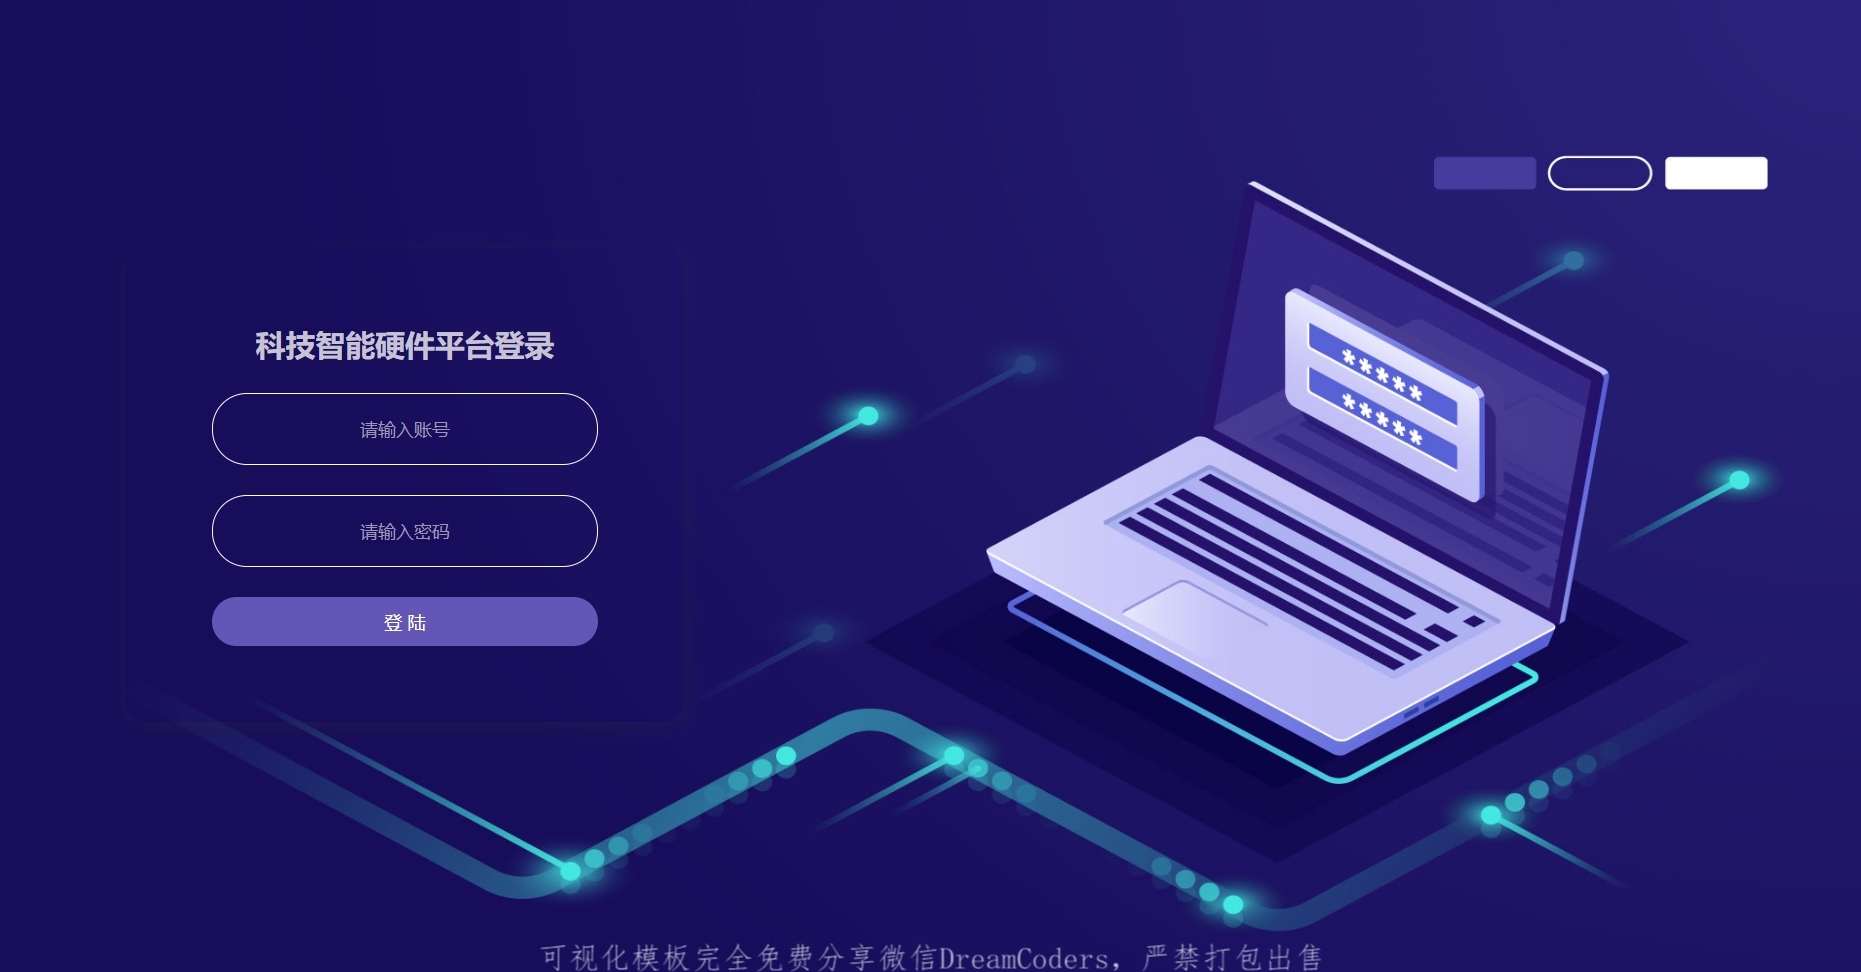 科技智能硬件平台登录
请输入账号
请输入密码
登 陆
*****
*****
可视化模板完全免费分享微信DreamCoders，严禁打包出售